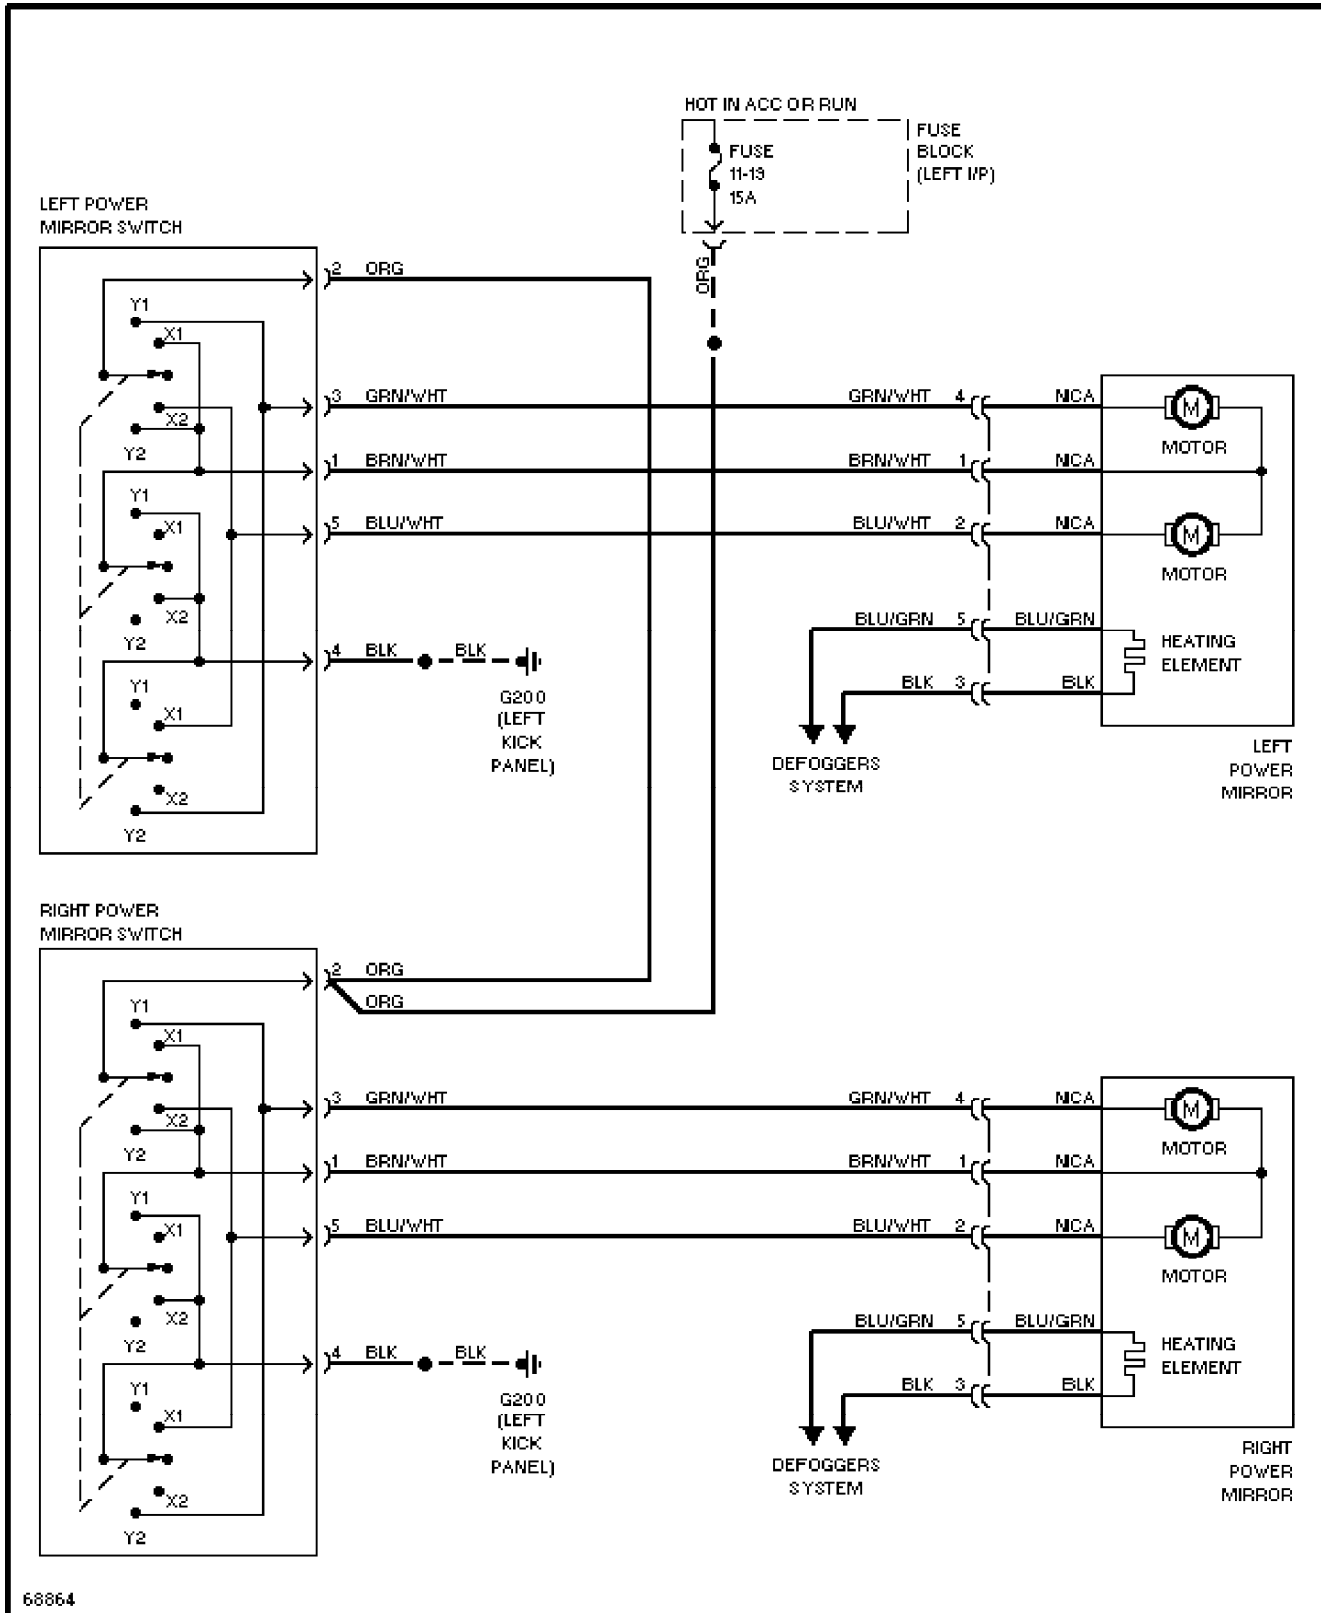 HOT IN ACC OR RUN
FUSE
11-19
15A
FUSE
BLOCK
(LEFT I/P)
ORG
LEFT POWER
MIRROR SWITCH
2 ORG
Y1
X1
3 GRN/WHT
GRN/WHT 4
NCA
MOTOR
X2
Y2
1 BRN/WHT
BRN/WHT 1
NCA
Y1
X1
5 BLU/WHT
BLU/WHT 2
NCA
MOTOR
X2
Y2
BLU/GRN 5
BLU/GRN
HEATING
ELEMENT
4 BLK
BLK
BLK 3
BLK
Y1
X1
G200
(LEFT
KICK
PANEL)
X2
Y2
DEFOGGERS
SYSTEM
LEFT
POWER
MIRROR
RIGHT POWER
MIRROR SWITCH
2 ORG
ORG
Y1
X1
3 GRN/WHT
GRN/WHT 4
NCA
MOTOR
X2
Y2
1 BRN/WHT
BRN/WHT 1
NCA
Y1
X1
5 BLU/WHT
BLU/WHT 2
NCA
MOTOR
X2
Y2
BLU/GRN 5
BLU/GRN
HEATING
ELEMENT
4 BLK
BLK
BLK 3
BLK
Y1
X1
G200
(LEFT
KICK
PANEL)
X2
Y2
DEFOGGERS
SYSTEM
RIGHT
POWER
MIRROR
M
M
M
M
68864